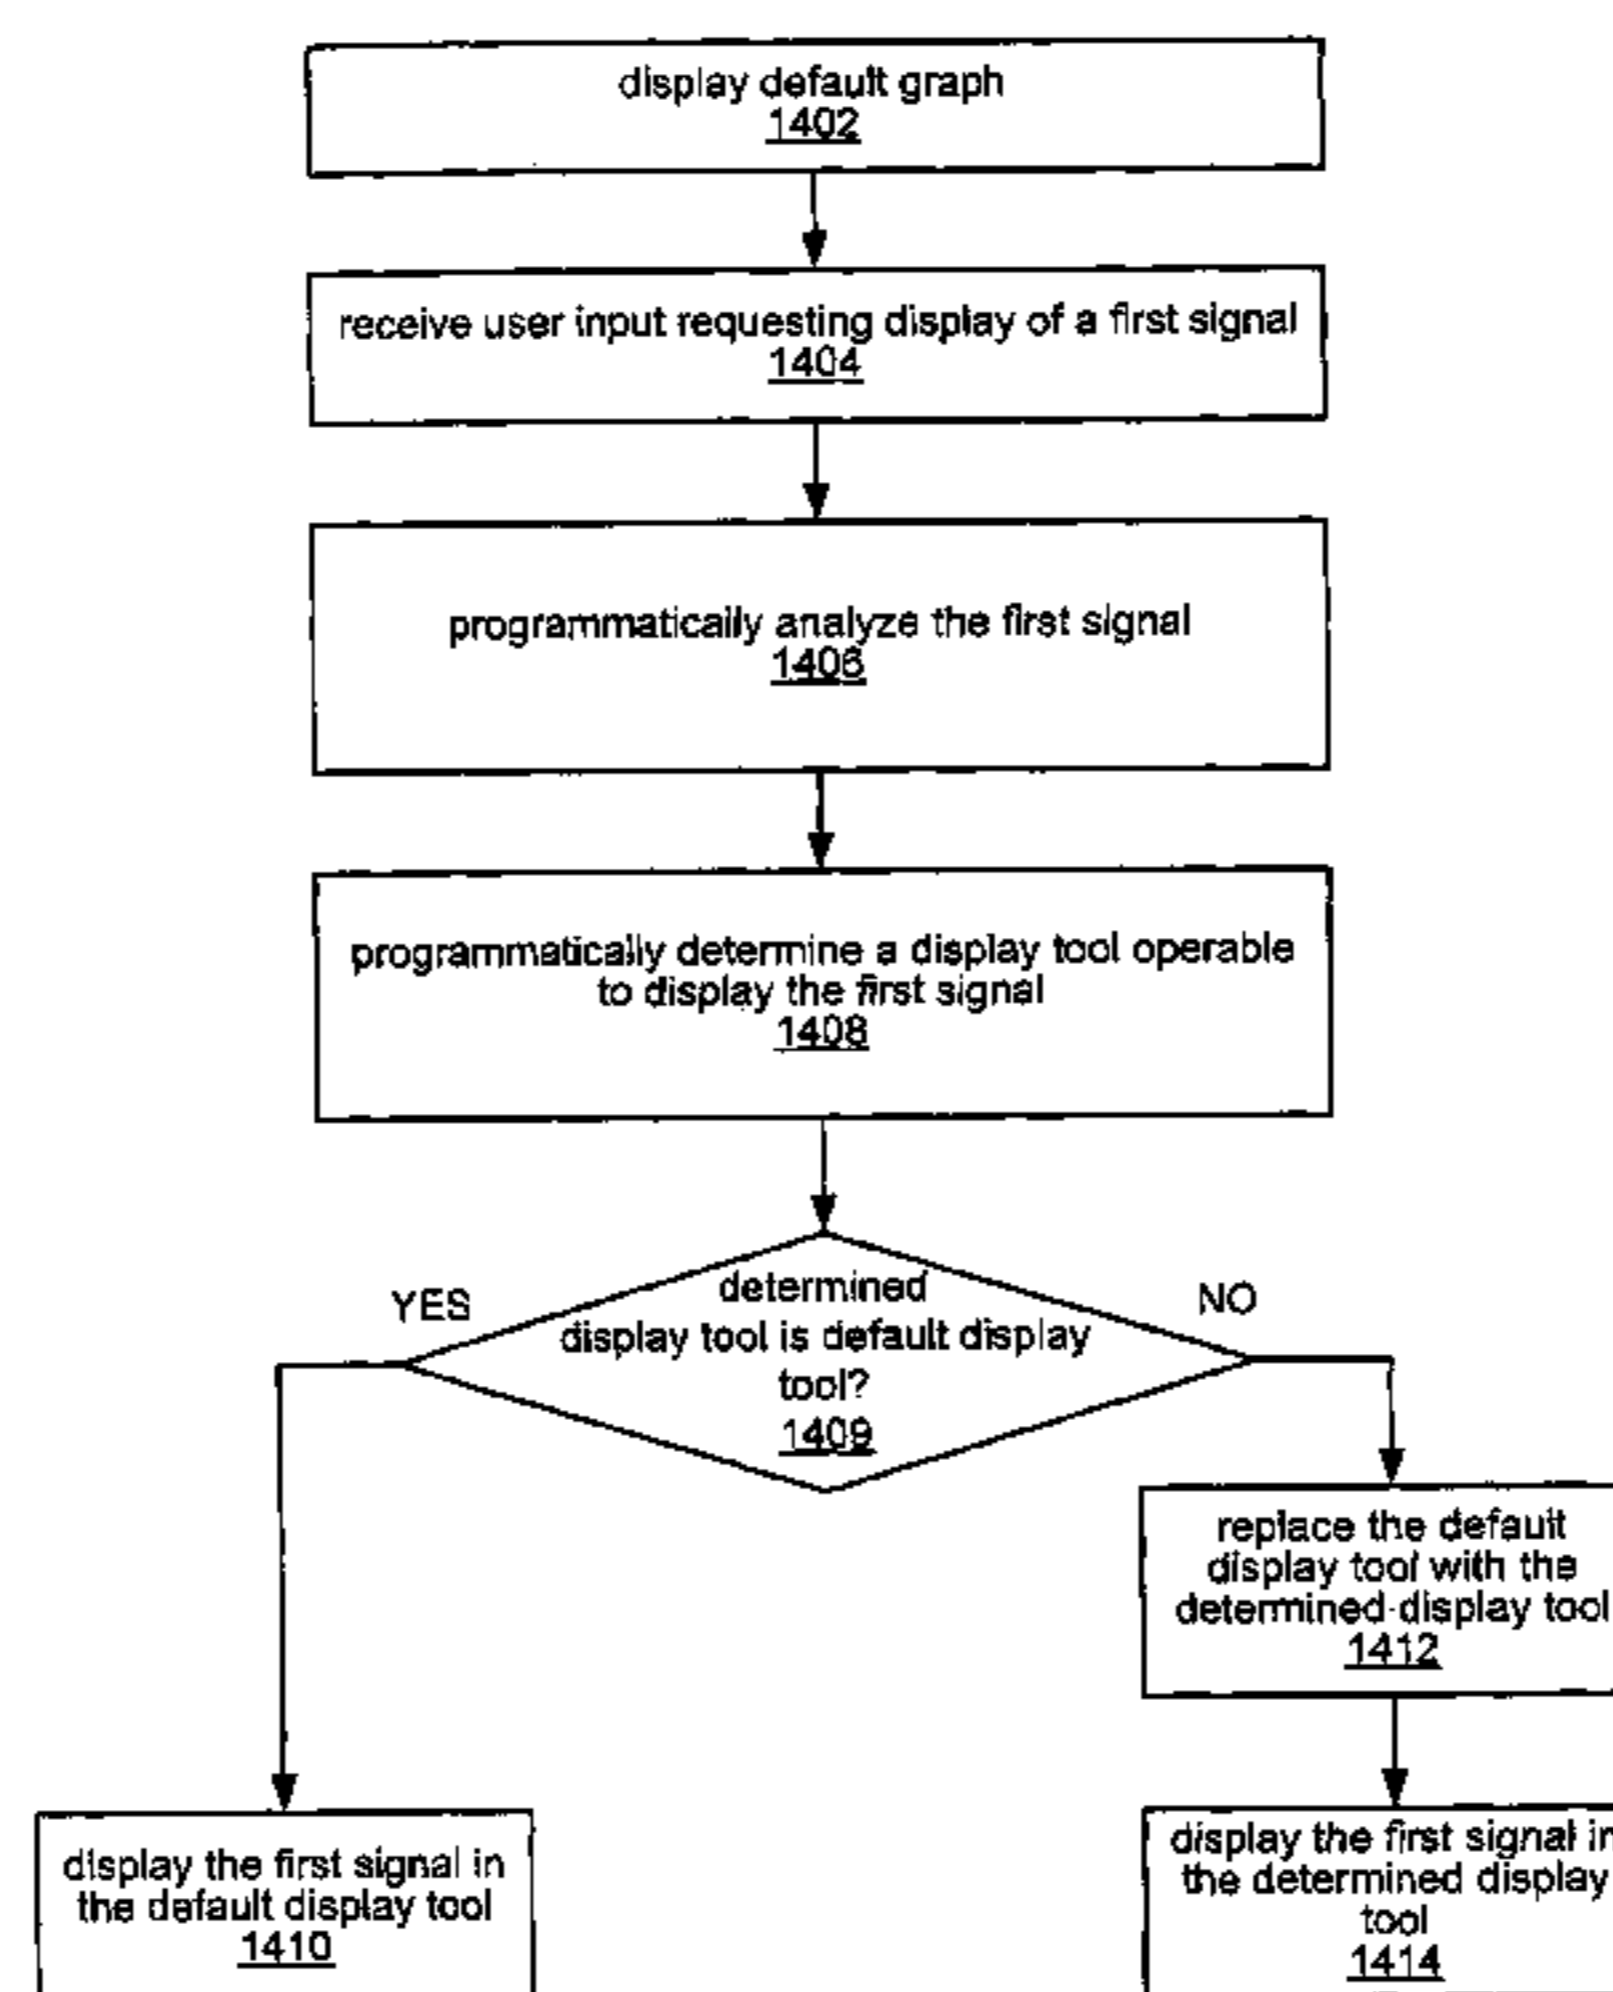 display default graph
1402
receive user input requesting display of a first signal
1404
programmatically analyze the first signal
1406
programmatically determine a display tool operable
to display the first signal
1408
YES
NO
determined
display tool is default display
tool?
1409
replace the default
display tool with the
determined display tool
1412
display the first signal in
the default display tool
1410
display the first signal in
the determined display
tool
1414